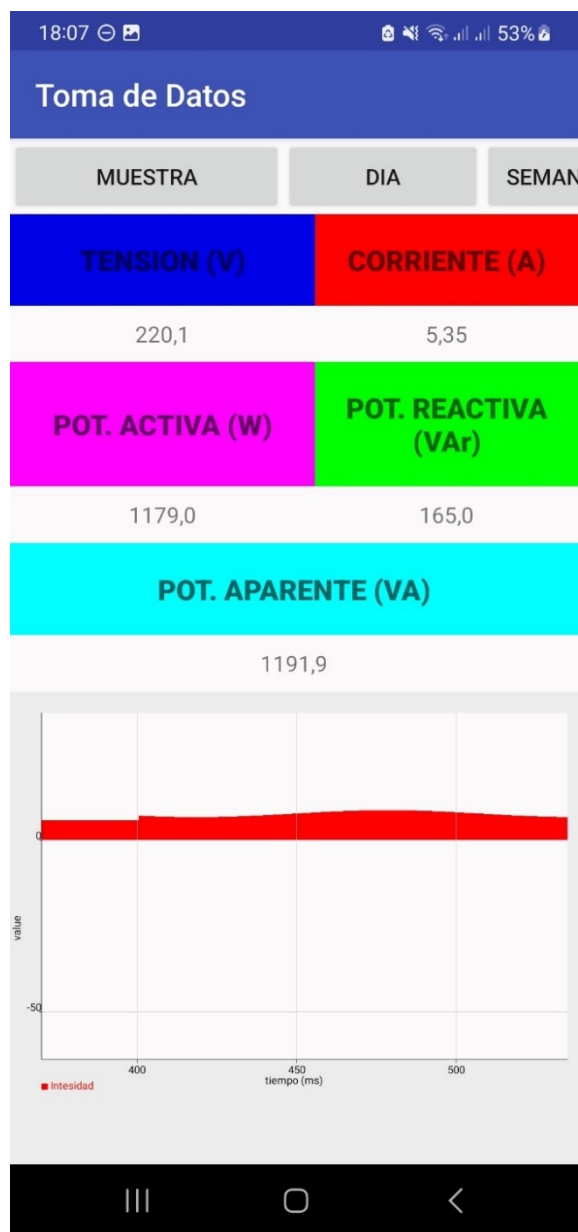 18:07 53%
Toma de Datos
MUESTRA DIA SEMAN
TENSION (V) CORRIENTE (A)
220,1 5,35
POT. ACTIVA (W) POT. REACTIVA
(VAr)
1179,0 165,0
POT. APARENTE (VA)
1191,9
0
value
-50
400 450 500
tiempo (ms)
Intesidad